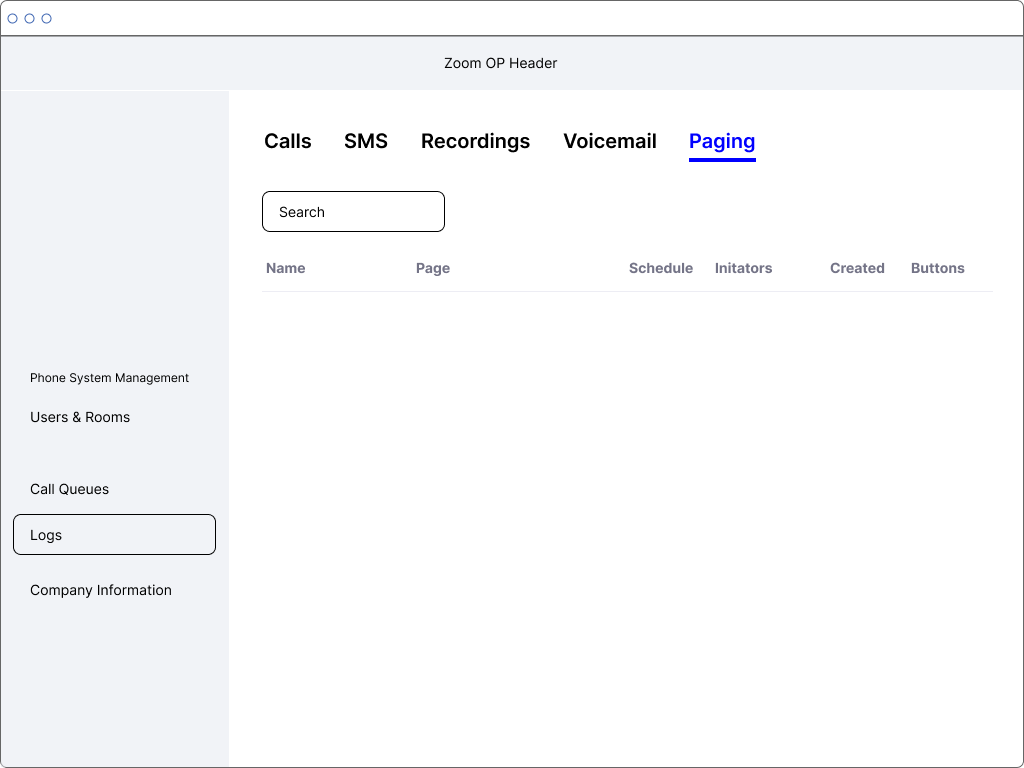 Zoom OP Header
Calls SMS Recordings Voicemail Paging
Search
Name Page Schedule Initators Created Buttons
Phone System Management
Users & Rooms
Call Queues
Logs
Company Information